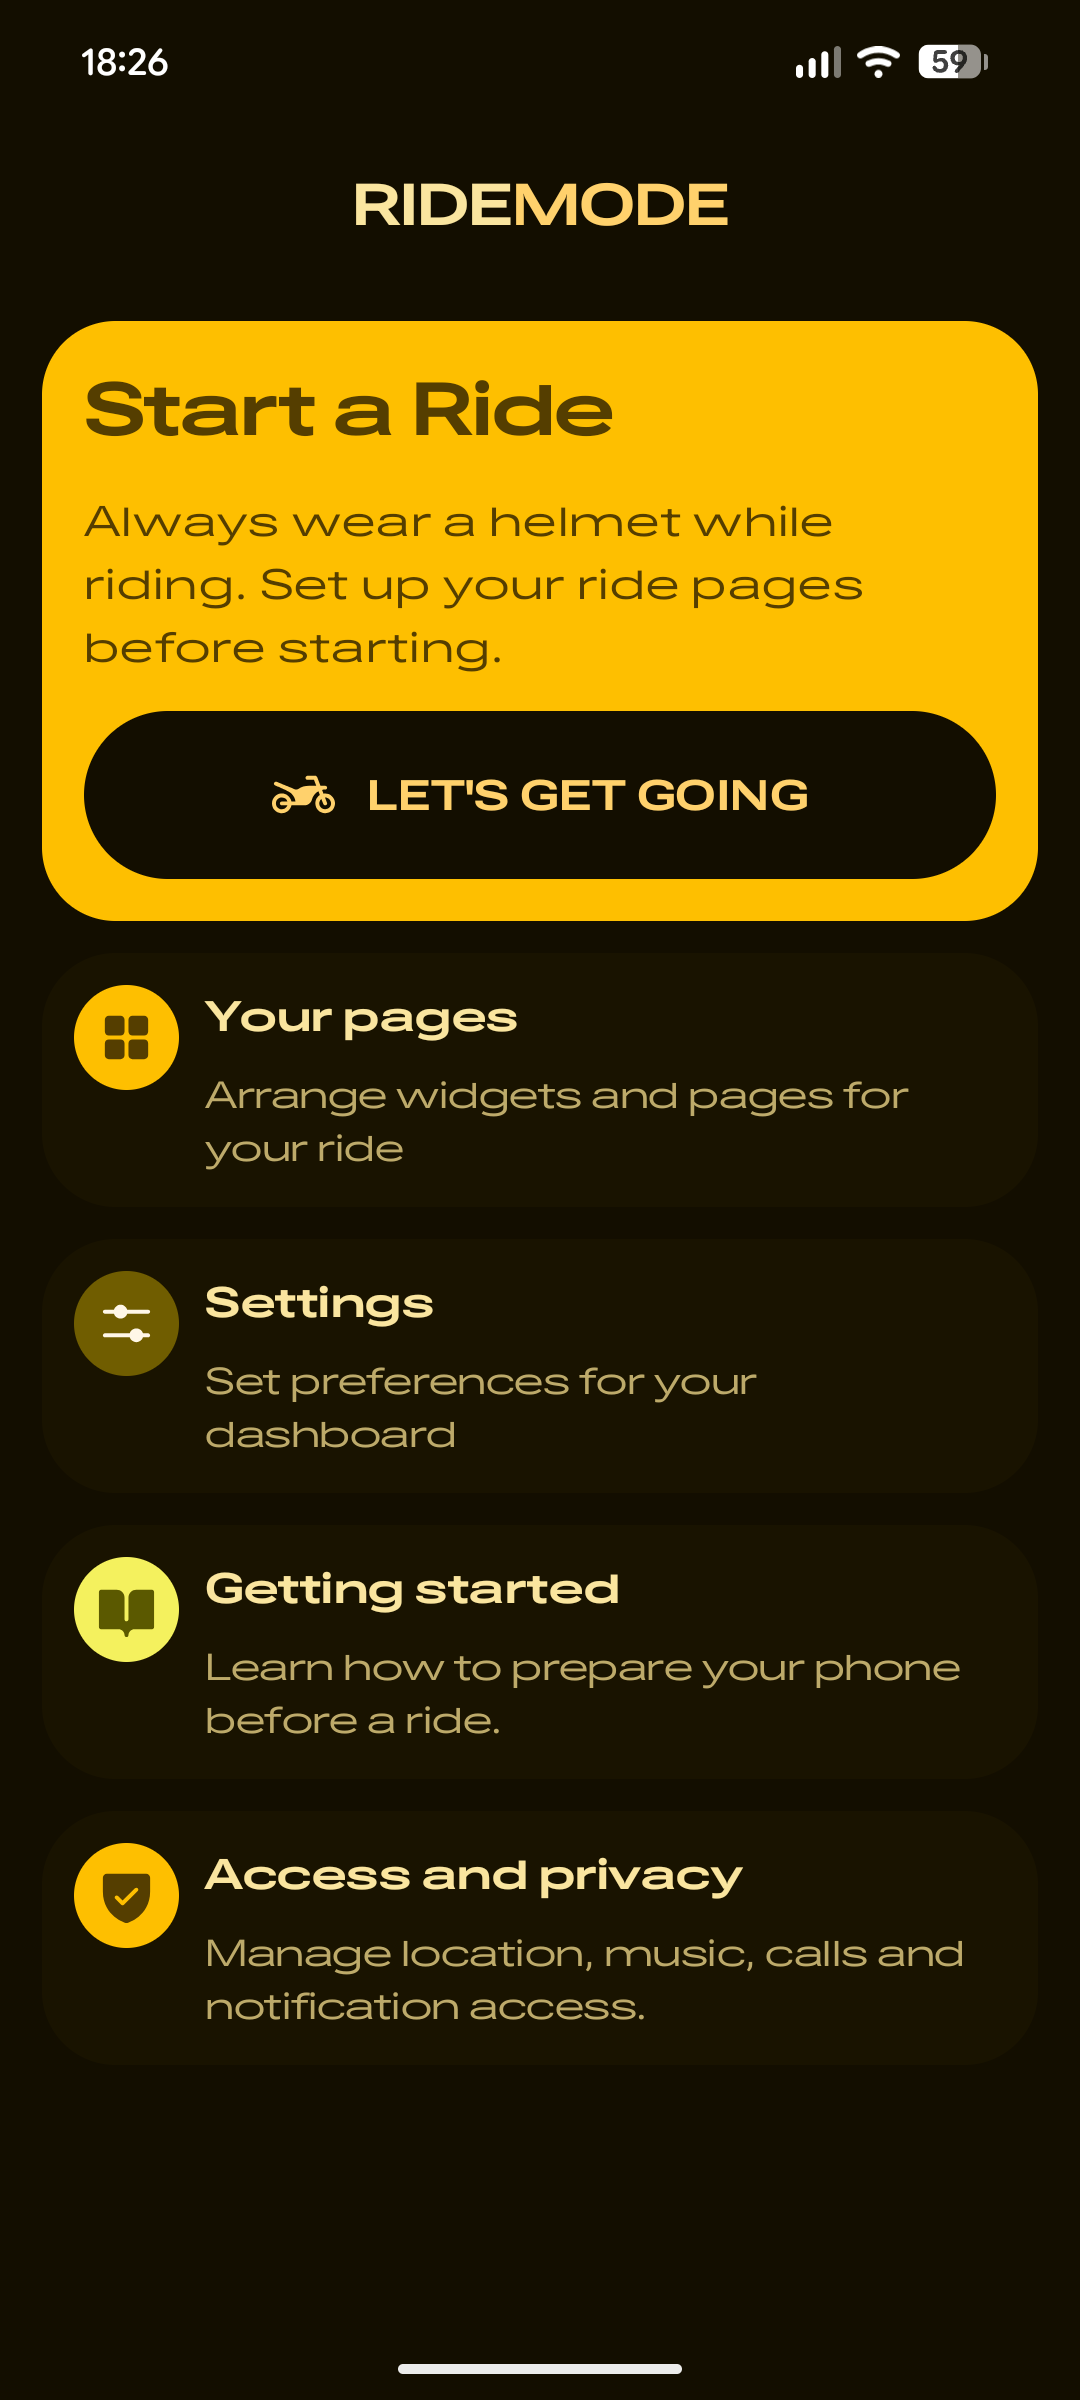 18:26
59
RIDEMODE
Start a Ride
Always wear a helmet while
riding. Set up your ride pages
before starting.
LET'S GET GOING
Your pages
Arrange widgets and pages for
your ride
Settings
Set preferences for your
dashboard
Getting started
Learn how to prepare your phone
before a ride.
Access and privacy
Manage location, music, calls and
notification access.